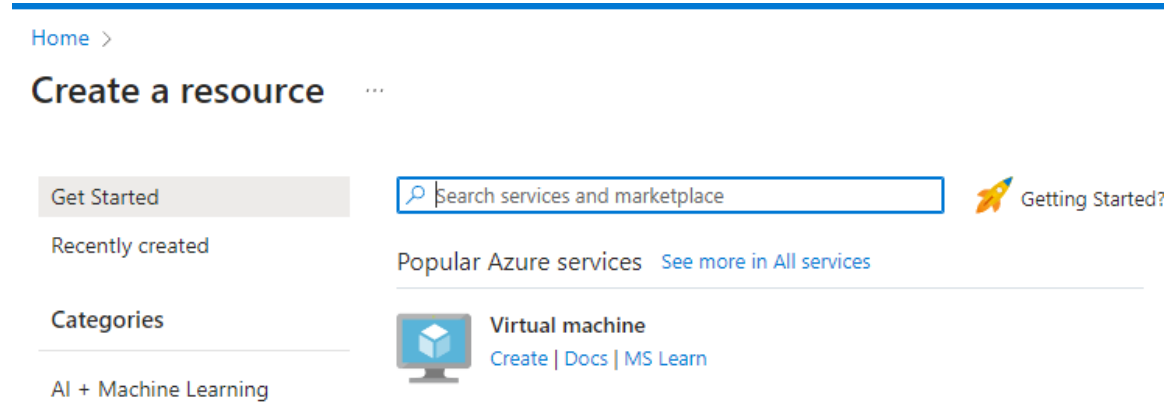 Home >
Create a resource ...
Get Started
Recently created
Categories
AI + Machine Learning
Search services and marketplace
Getting Started?
Popular Azure services See more in All services
Virtual machine
Create | Docs | MS Learn